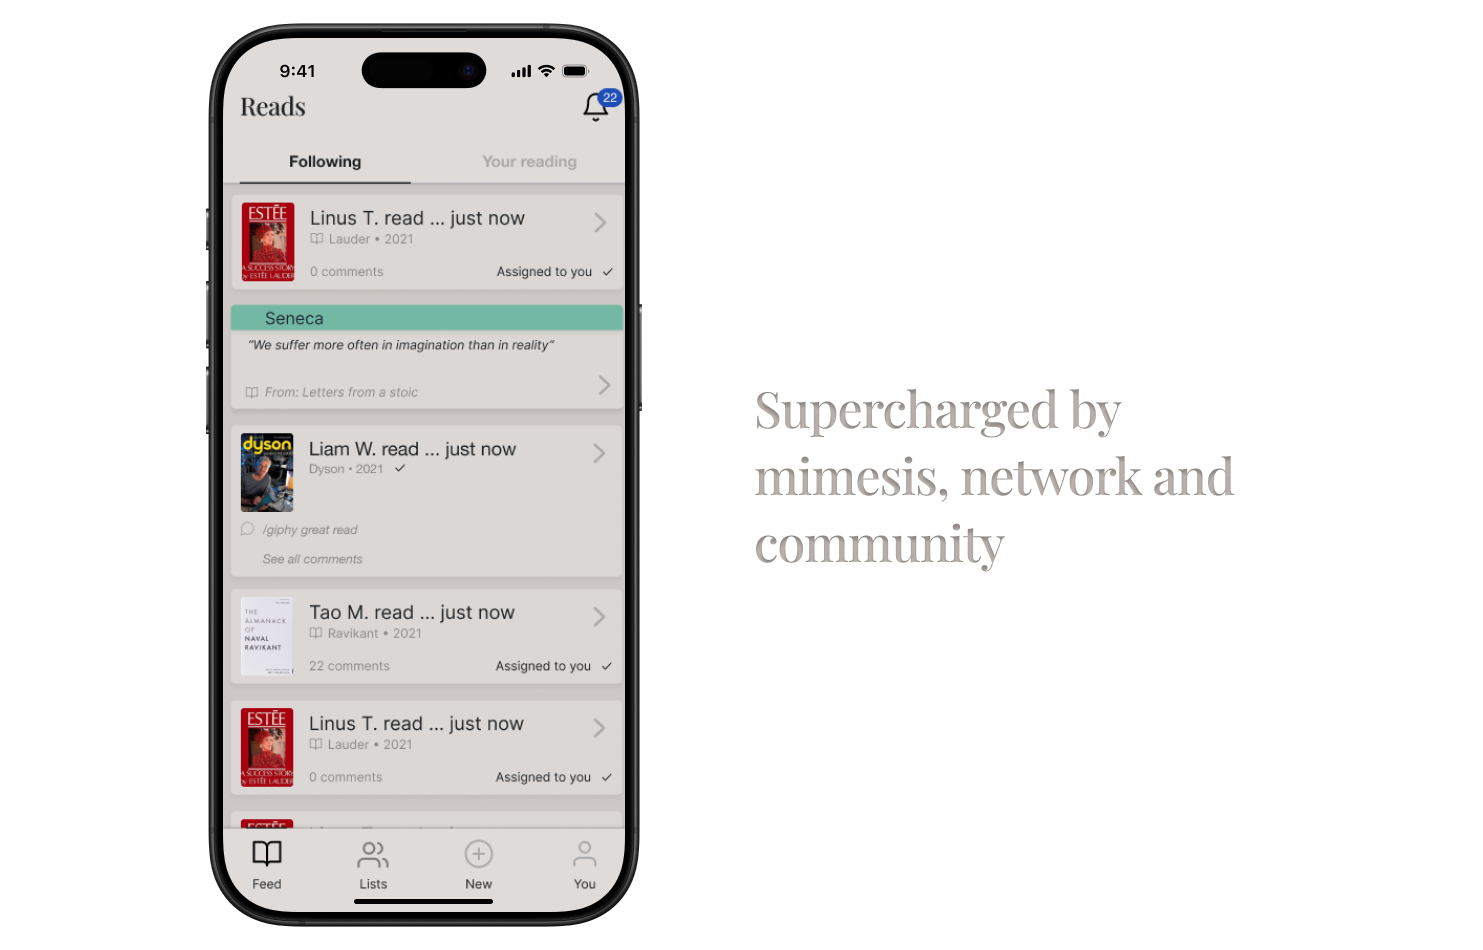 9:41
Reads
22
Following
Your reading
ESTĒE
A SUCCESS STORY
by ESTĒE LAUDER
Linus T. read ... just now
Lauder • 2021
0 comments
Assigned to you
Seneca
“We suffer more often in imagination than in reality”
From: Letters from a stoic
dyson
Liam W. read ... just now
Dyson • 2021
/giphy great read
See all comments
THE
ALMANACK
OF
NAVAL
RAVIKANT
Tao M. read ... just now
Ravikant • 2021
22 comments
Assigned to you
ESTĒE
A SUCCESS STORY
by ESTĒE LAUDER
Linus T. read ... just now
Lauder • 2021
0 comments
Assigned to you
ESTĒE
Feed
Lists
New
You
Supercharged by
mimesis, network and
community